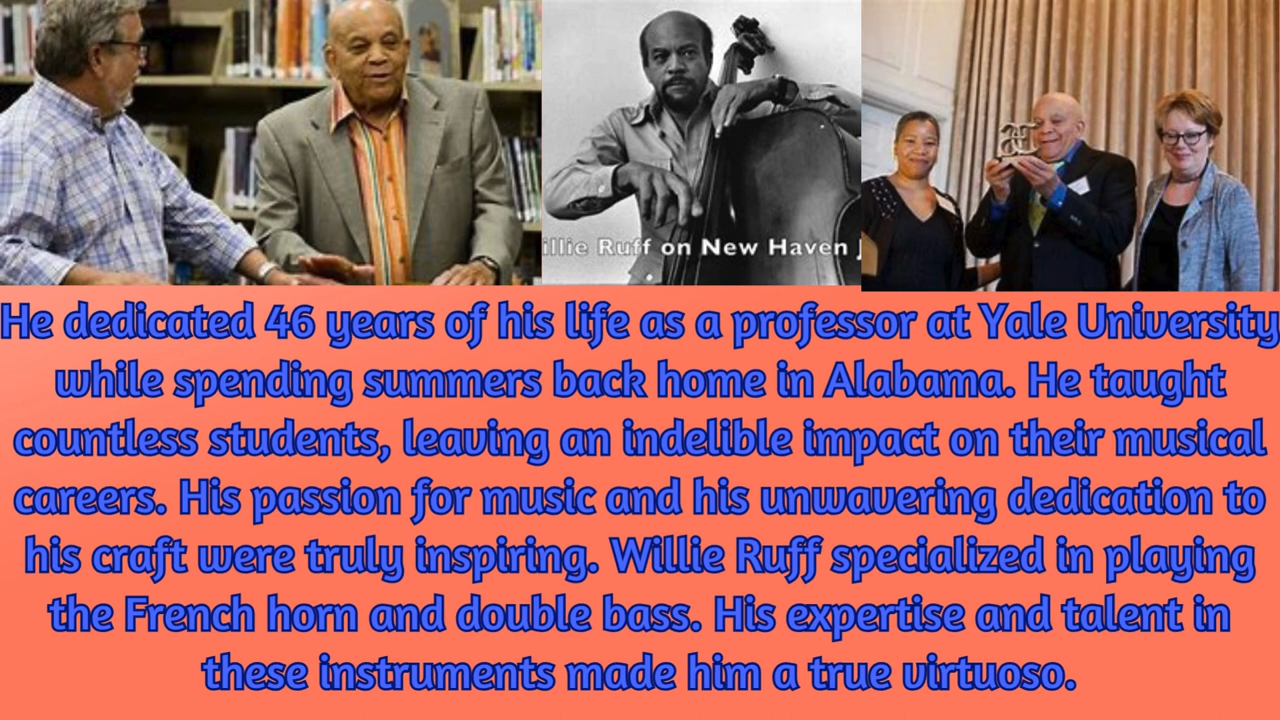 illie Ruff on New Haven J
He dedicated 46 years of his life as a professor at Yale University
while spending summers back home in Alabama. He taught
countless students, leaving an indelible impact on their musical
careers. His passion for music and his unwavering dedication to
his craft were truly inspiring. Willie Ruff specialized in playing
the French horn and double bass. His expertise and talent in
these instruments made him a true virtuoso.